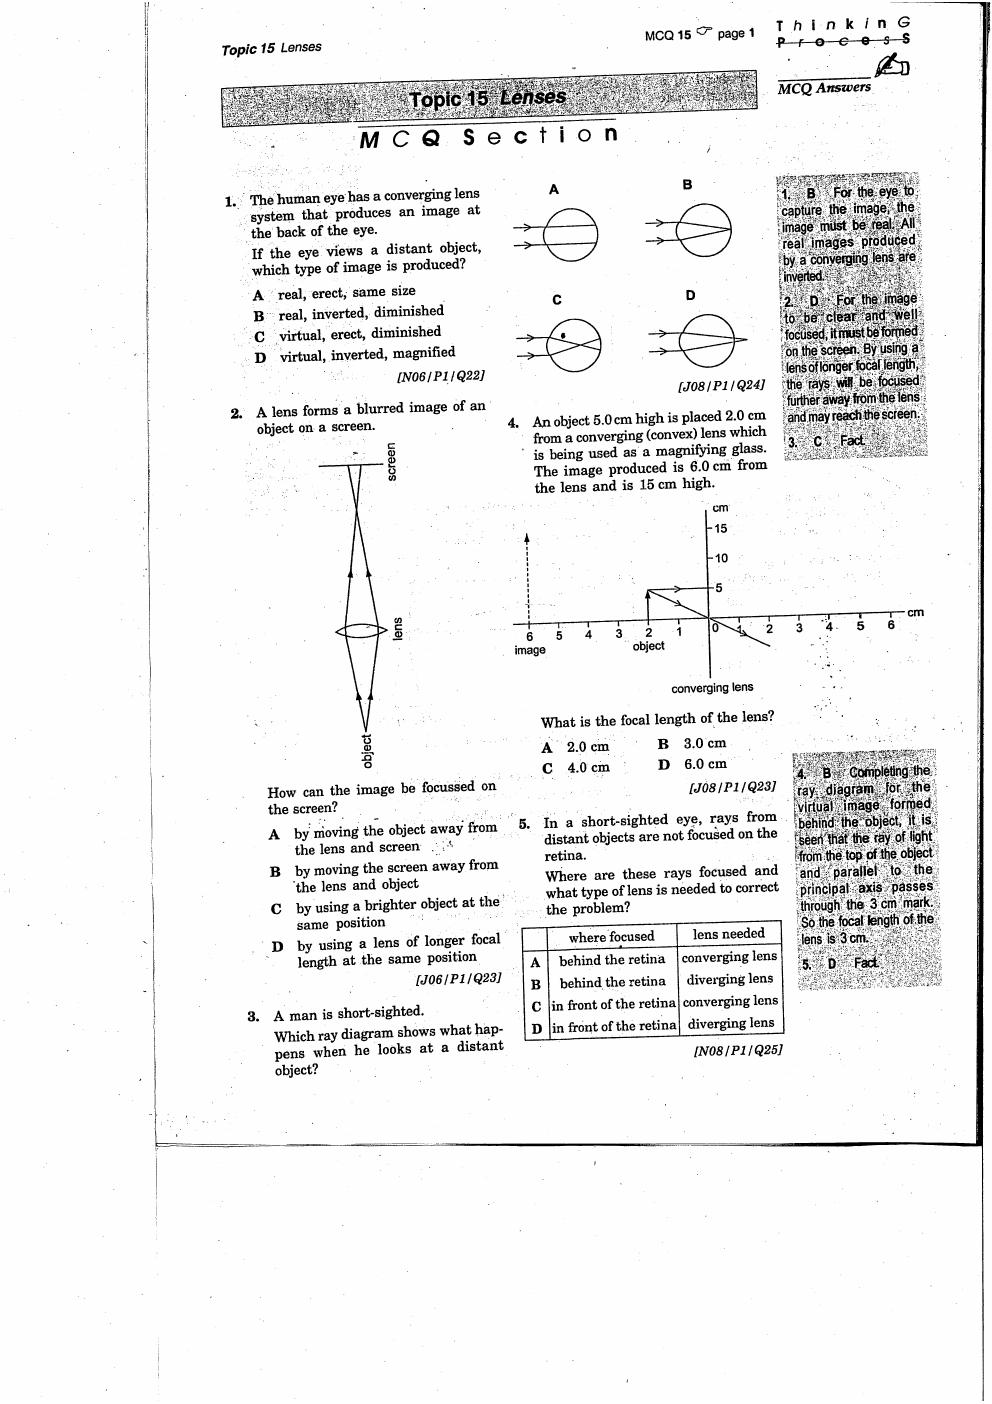 Topic 15 Lenses
MCQ 15 ☞ page 1
ThinkinG
ProcessS
MCQ Answers
Topic 15 Lenses
MCQ Section
1. The human eye has a converging lens
system that produces an image at
the back of the eye.
If the eye views a distant object,
which type of image is produced?
A real, erect, same size
B real, inverted, diminished
C virtual, erect, diminished
D virtual, inverted, magnified
[N06/P1/Q22]
2. A lens forms a blurred image of an
object on a screen.
screen
lens
object
How can the image be focussed on
the screen?
A by moving the object away from
the lens and screen
B by moving the screen away from
the lens and object
C by using a brighter object at the
same position
D by using a lens of longer focal
length at the same position
[J06/P1/Q23]
3. A man is short-sighted.
Which ray diagram shows what hap-
pens when he looks at a distant
object?
A
B
C
D
[J08/P1/Q24]
4. An object 5.0 cm high is placed 2.0 cm
from a converging (convex) lens which
is being used as a magnifying glass.
The image produced is 6.0 cm from
the lens and is 15 cm high.
cm
15
10
5
cm
6 5 4 3 2 1 0 1 2 3 4 5 6
image
object
converging lens
What is the focal length of the lens?
A 2.0 cm B 3.0 cm
C 4.0 cm D 6.0 cm
[J08/P1/Q23]
5. In a short-sighted eye, rays from
distant objects are not focused on the
retina.
Where are these rays focused and
what type of lens is needed to correct
the problem?
where focused lens needed
A behind the retina converging lens
B behind the retina diverging lens
C in front of the retina converging lens
D in front of the retina diverging lens
[N08/P1/Q25]
1. B For the eye to
capture the image, the
image must be real. All
real images produced
by a converging lens are
inverted.
2. D For the image
to be clear and well
focused, it must be formed
on the screen. By using a
lens of longer focal length,
the rays will be focused
further away from the lens
and may reach the screen.
3. C Fact.
4. B Completing the
ray diagram for the
virtual image formed
behind the object, it is
seen that the ray of light
from the top of the object
and parallel to the
principal axis passes
through the 3 cm mark.
So the focal length of the
lens is 3 cm.
5. D Fact.